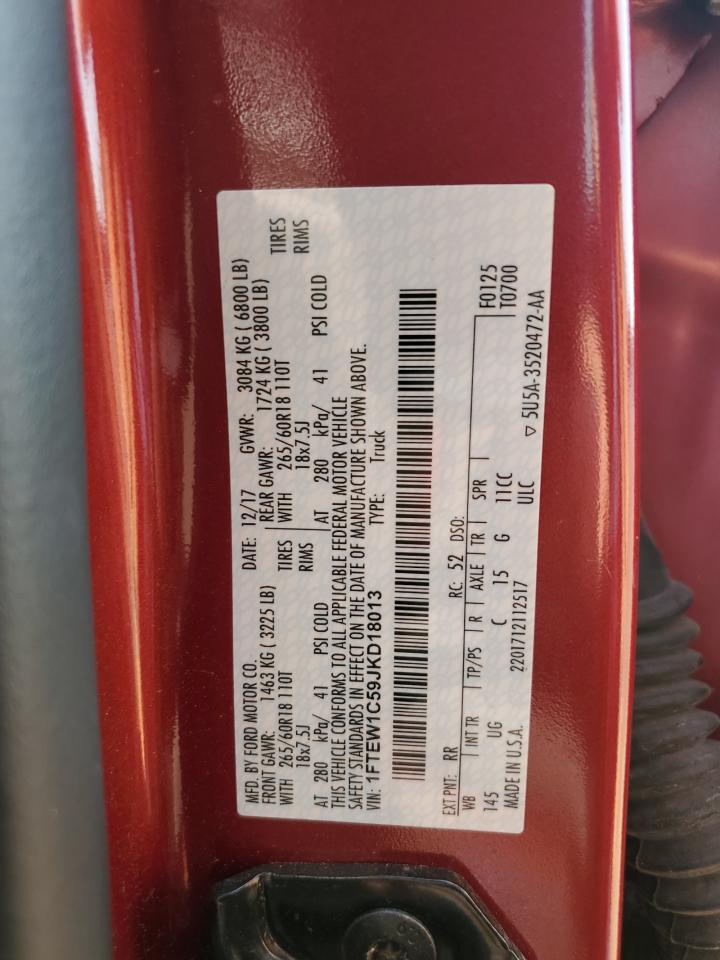 MFD. BY FORD MOTOR CO.
DATE: 12/17 GVWR: 3084 KG ( 6800 LB)
FRONT GAWR: 1463 KG ( 3225 LB) REAR GAWR: 1724 KG ( 3800 LB)
WITH 265/60R18 110T TIRES WITH 265/60R18 110T TIRES
18x7.5J RIMS 18x7.5J RIMS
AT 280 kPa/ 41 PSI COLD AT 280 kPa/ 41 PSI COLD
THIS VEHICLE CONFORMS TO ALL APPLICABLE FEDERAL MOTOR VEHICLE
SAFETY STANDARDS IN EFFECT ON THE DATE OF MANUFACTURE SHOWN ABOVE.
VIN: 1FTEW1C59JKD18013 TYPE: Truck
EXT PNT: RR RC: 52 DSO:
WB INT TR TP/PS R AXLE TR SPR F0125
145 UG C 15 G 11CC T0700
MADE IN U.S.A. 2201712112517 ULC
▽ 5U5A-3520472-AA